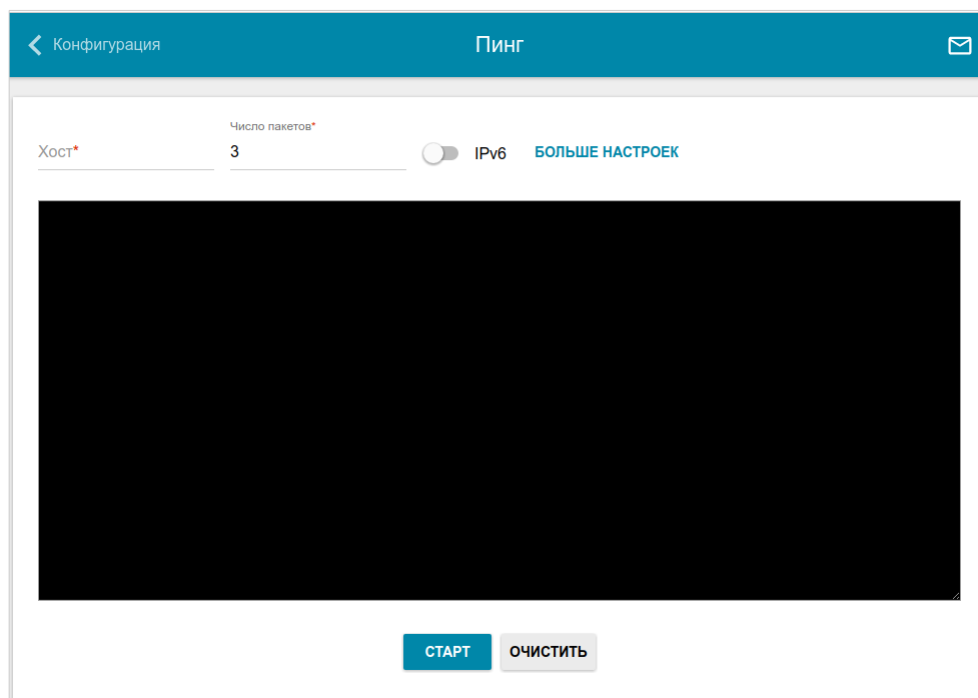 Конфигурация
Пинг
Число пакетов*
Хост*
3
IPv6
БОЛЬШЕ НАСТРОЕК
СТАРТ
ОЧИСТИТЬ